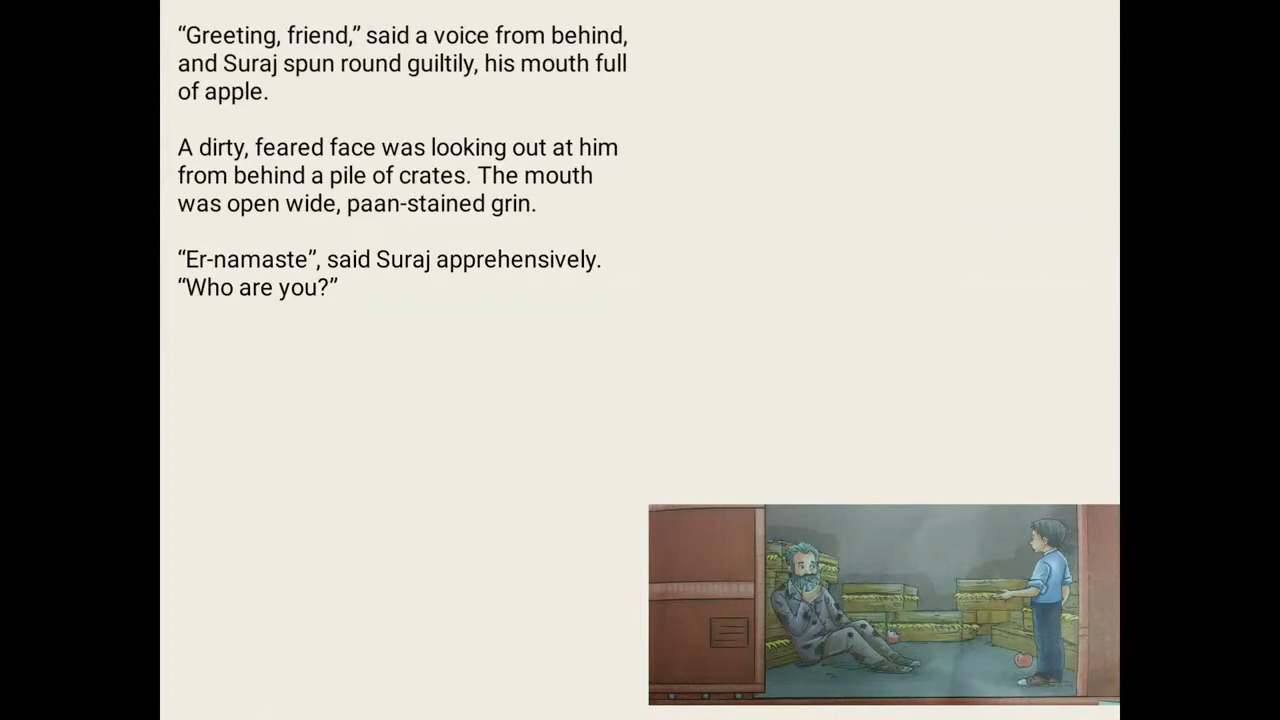 “Greeting, friend,” said a voice from behind,
and Suraj spun round guiltily, his mouth full
of apple.
A dirty, feared face was looking out at him
from behind a pile of crates. The mouth
was open wide, paan-stained grin.
“Er-namaste”, said Suraj apprehensively.
“Who are you?”